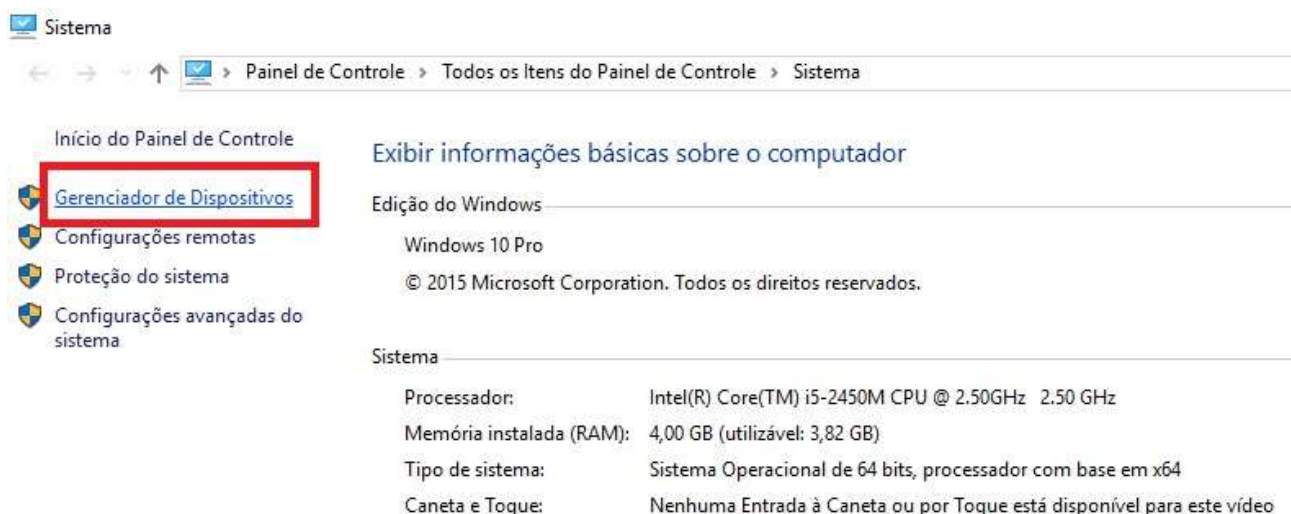 Sistema
Painel de Controle > Todos os Itens do Painel de Controle > Sistema
Início do Painel de Controle
Gerenciador de Dispositivos
Configurações remotas
Proteção do sistema
Configurações avançadas do
sistema
Exibir informações básicas sobre o computador
Edição do Windows
Windows 10 Pro
© 2015 Microsoft Corporation. Todos os direitos reservados.
Sistema
Processador: Intel(R) Core(TM) i5-2450M CPU @ 2.50GHz 2.50 GHz
Memória instalada (RAM): 4,00 GB (utilizável: 3,82 GB)
Tipo de sistema: Sistema Operacional de 64 bits, processador com base em x64
Caneta e Toque: Nenhuma Entrada à Caneta ou por Toque está disponível para este vídeo